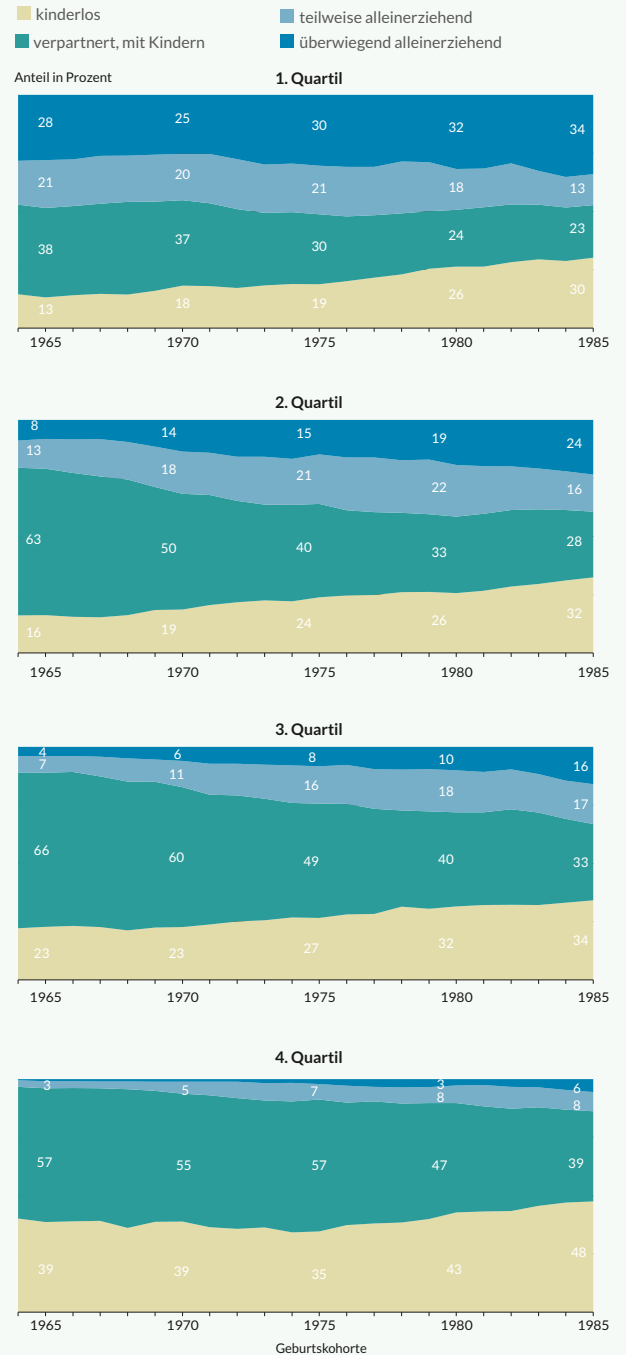 kinderlos
teilweise alleinerziehend
verpartnert, mit Kindern
überwiegend alleinerziehend
Anteil in Prozent
1. Quartil
28 25 30 32 34
21 20 21 18 13
38 37 30 24 23
13 18 19 26 30
1965 1970 1975 1980 1985
2. Quartil
8 14 15 19 24
13 18 21 22 16
63 50 40 33 28
16 19 24 26 32
1965 1970 1975 1980 1985
3. Quartil
4 6 8 10 16
7 11 16 18 17
66 60 49 40 33
23 23 27 32 34
1965 1970 1975 1980 1985
4. Quartil
3 6
3 5 7 8 8
57 55 57 47 39
39 39 35 43 48
1965 1970 1975 1980 1985
Geburtskohorte